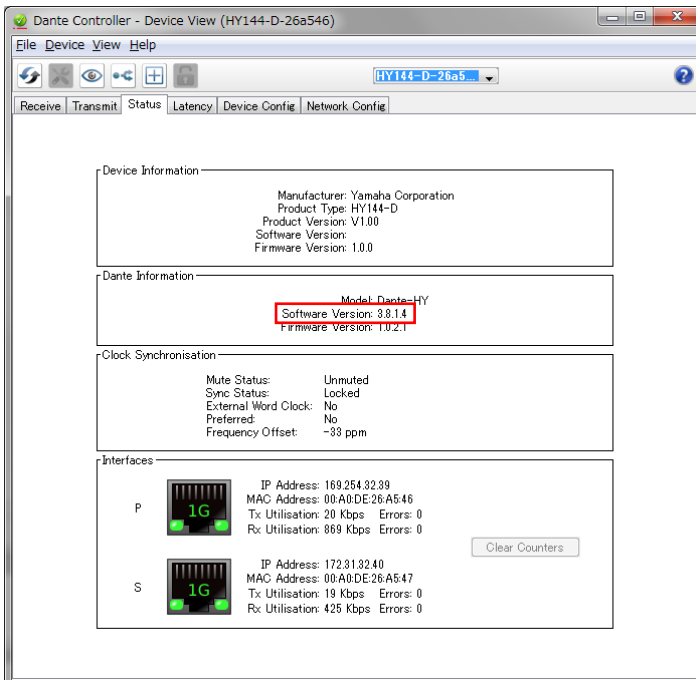 Dante Controller - Device View (HY144-D-26a546)
File Device View Help
HY144-D-26a5...
Receive Transmit Status Latency Device Config Network Config
Device Information
Manufacturer: Yamaha Corporation
Product Type: HY144-D
Product Version: V1.00
Software Version:
Firmware Version: 1.0.0
Dante Information
Model: Dante-HY
Software Version: 3.8.1.4
Firmware Version: 1.0.2.1
Clock Synchronisation
Mute Status: Unmuted
Sync Status: Locked
External Word Clock: No
Preferred: No
Frequency Offset: -33 ppm
Interfaces
P
1G
IP Address: 169.254.32.39
MAC Address: 00:A0:DE:26:A5:46
Tx Utilisation: 20 Kbps Errors: 0
Rx Utilisation: 869 Kbps Errors: 0
Clear Counters
S
1G
IP Address: 172.31.32.40
MAC Address: 00:A0:DE:26:A5:47
Tx Utilisation: 19 Kbps Errors: 0
Rx Utilisation: 425 Kbps Errors: 0